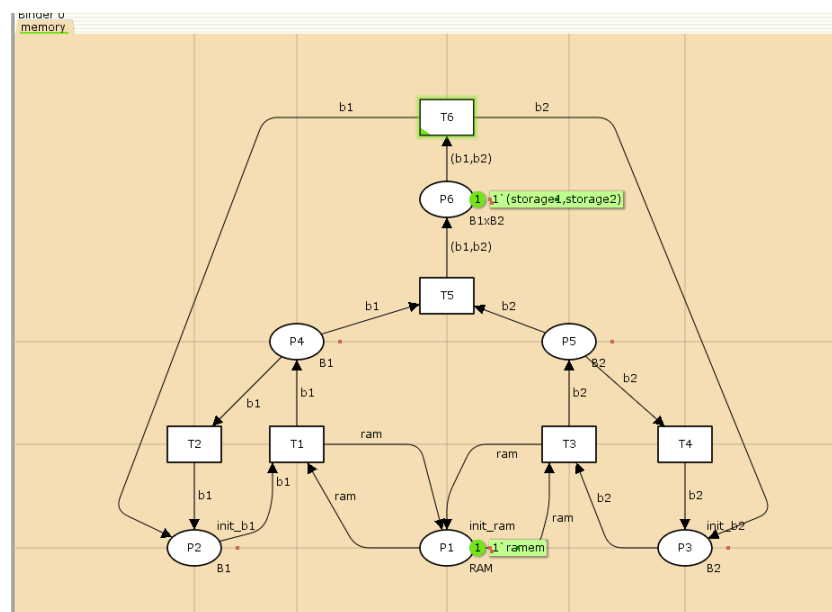 Binder 0
memory
b1
T6
b2
(b1,b2)
P6
1
1`(storage1,storage2)
B1xB2
(b1,b2)
T5
b1
b2
P4
P5
B1
B2
b1
b1
b2
b2
T2
T1
ram
ram
T3
T4
b1
b1
ram
ram
b2
b2
init_b1
init_ram
init_b2
P2
P1
1
1`ramem
P3
B1
RAM
B2